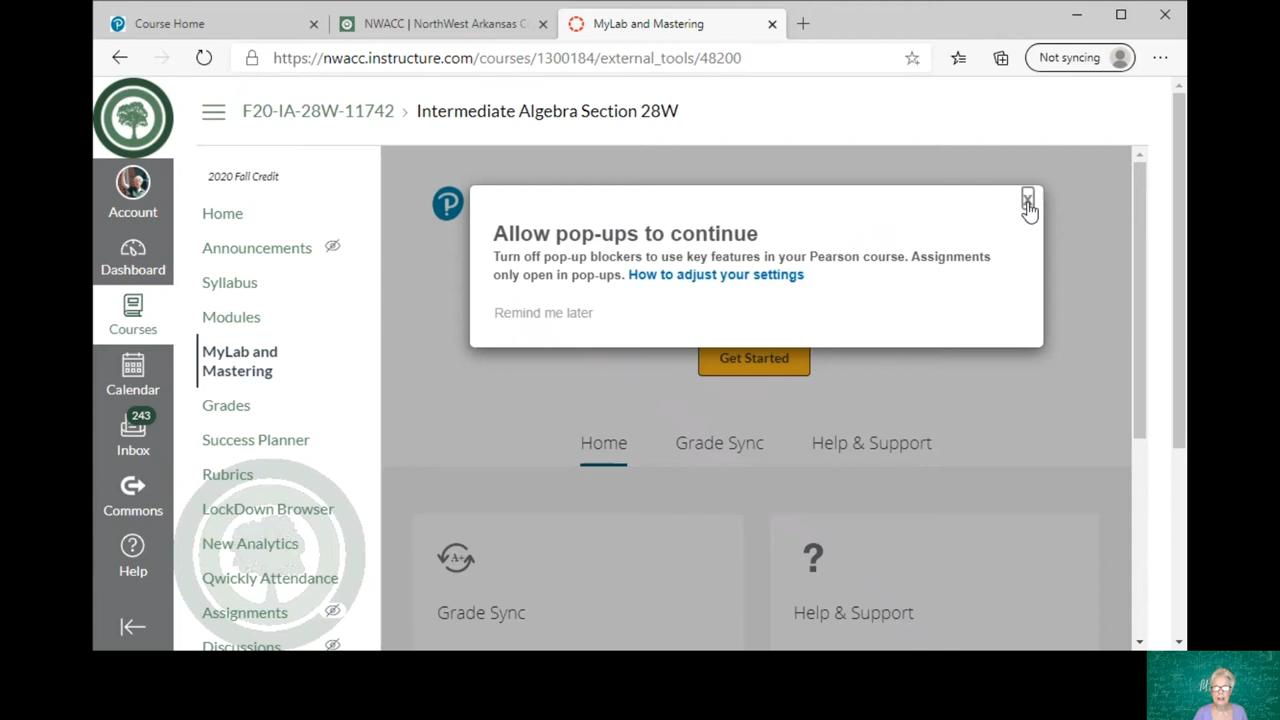 Course Home
NWACC | NorthWest Arkansas C
MyLab and Mastering
https://nwacc.instructure.com/courses/1300184/external_tools/48200
Not syncing
F20-IA-28W-11742 › Intermediate Algebra Section 28W
Account
Dashboard
Courses
Calendar
243
Inbox
Commons
Help
2020 Fall Credit
Home
Announcements
Syllabus
Modules
MyLab and
Mastering
Grades
Success Planner
Rubrics
LockDown Browser
New Analytics
Qwickly Attendance
Assignments
Discussions
P
X
Allow pop-ups to continue
Turn off pop-up blockers to use key features in your Pearson course. Assignments
only open in pop-ups. How to adjust your settings
Remind me later
Get Started
Home
Grade Sync
Help & Support
A+
Grade Sync
?
Help & Support